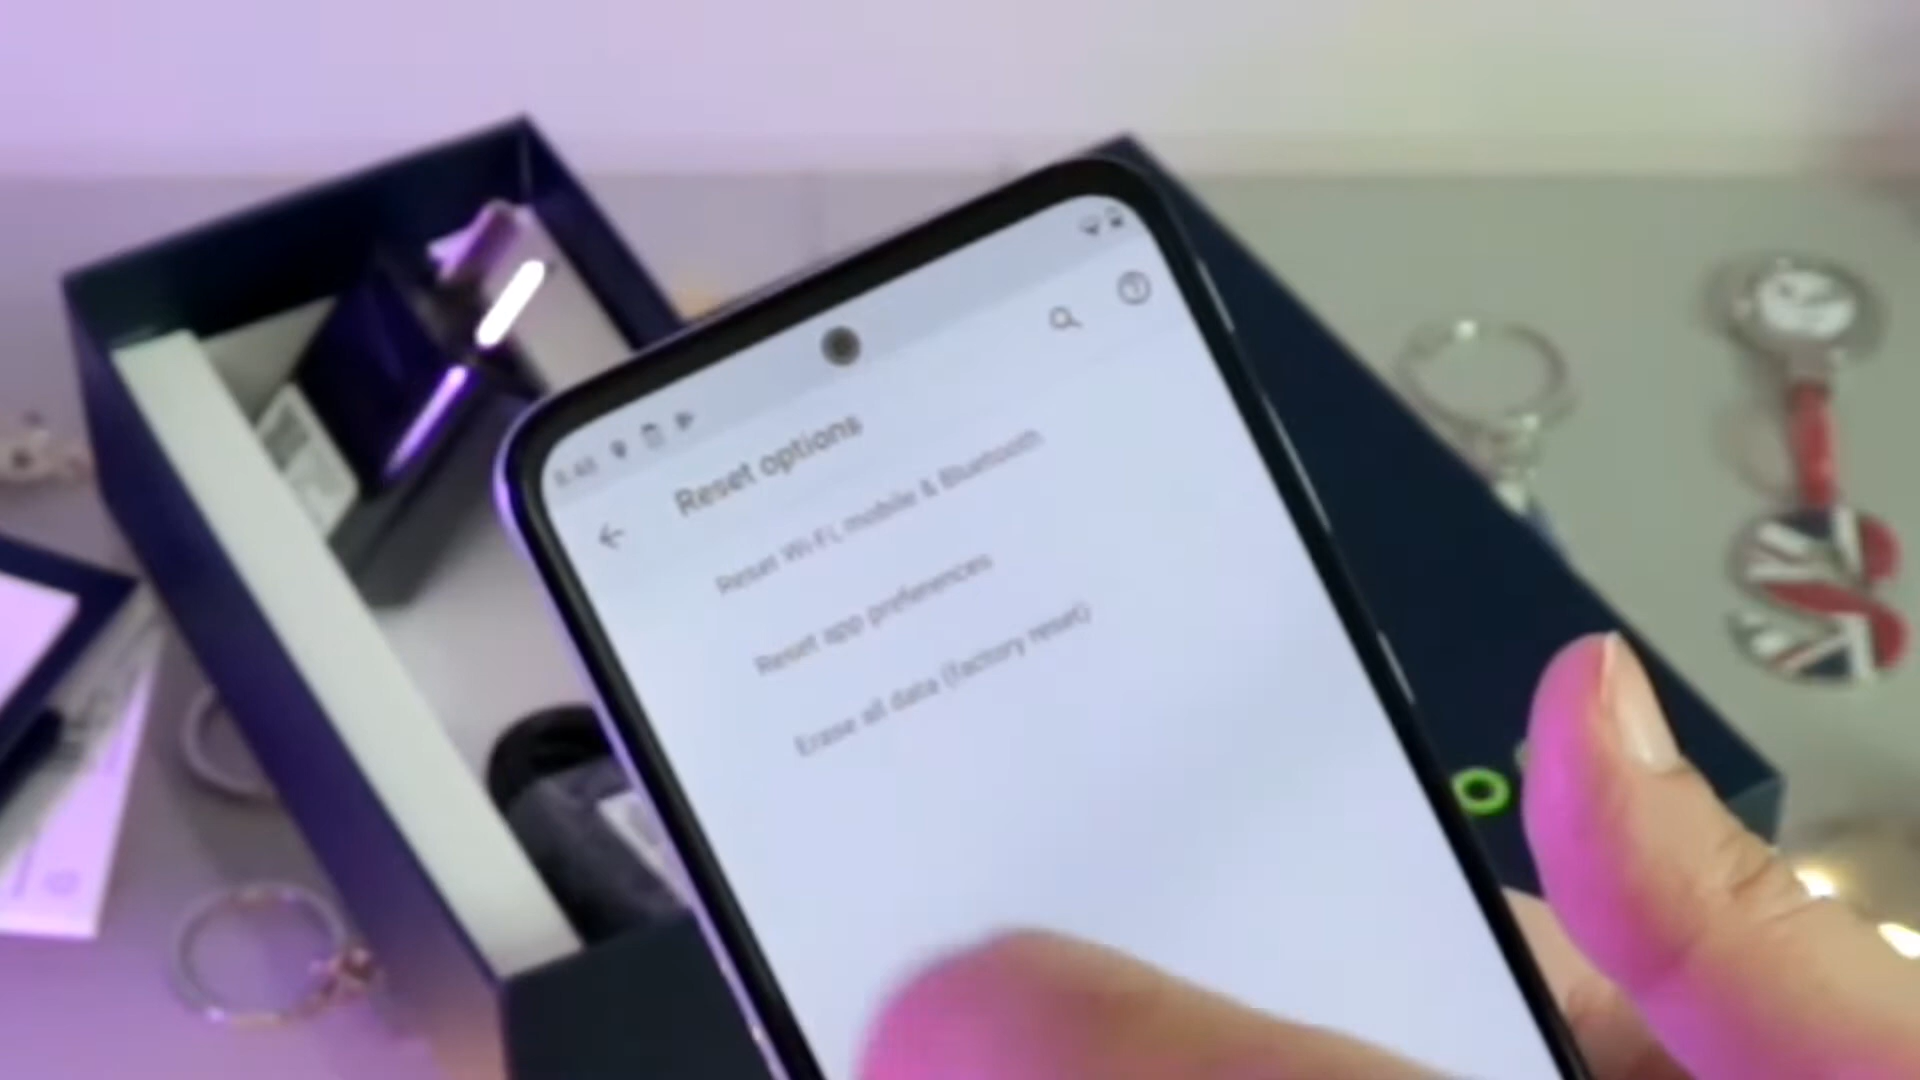 Reset options
Reset Wi-Fi, mobile & Bluetooth
Reset app preferences
Erase all data (factory reset)